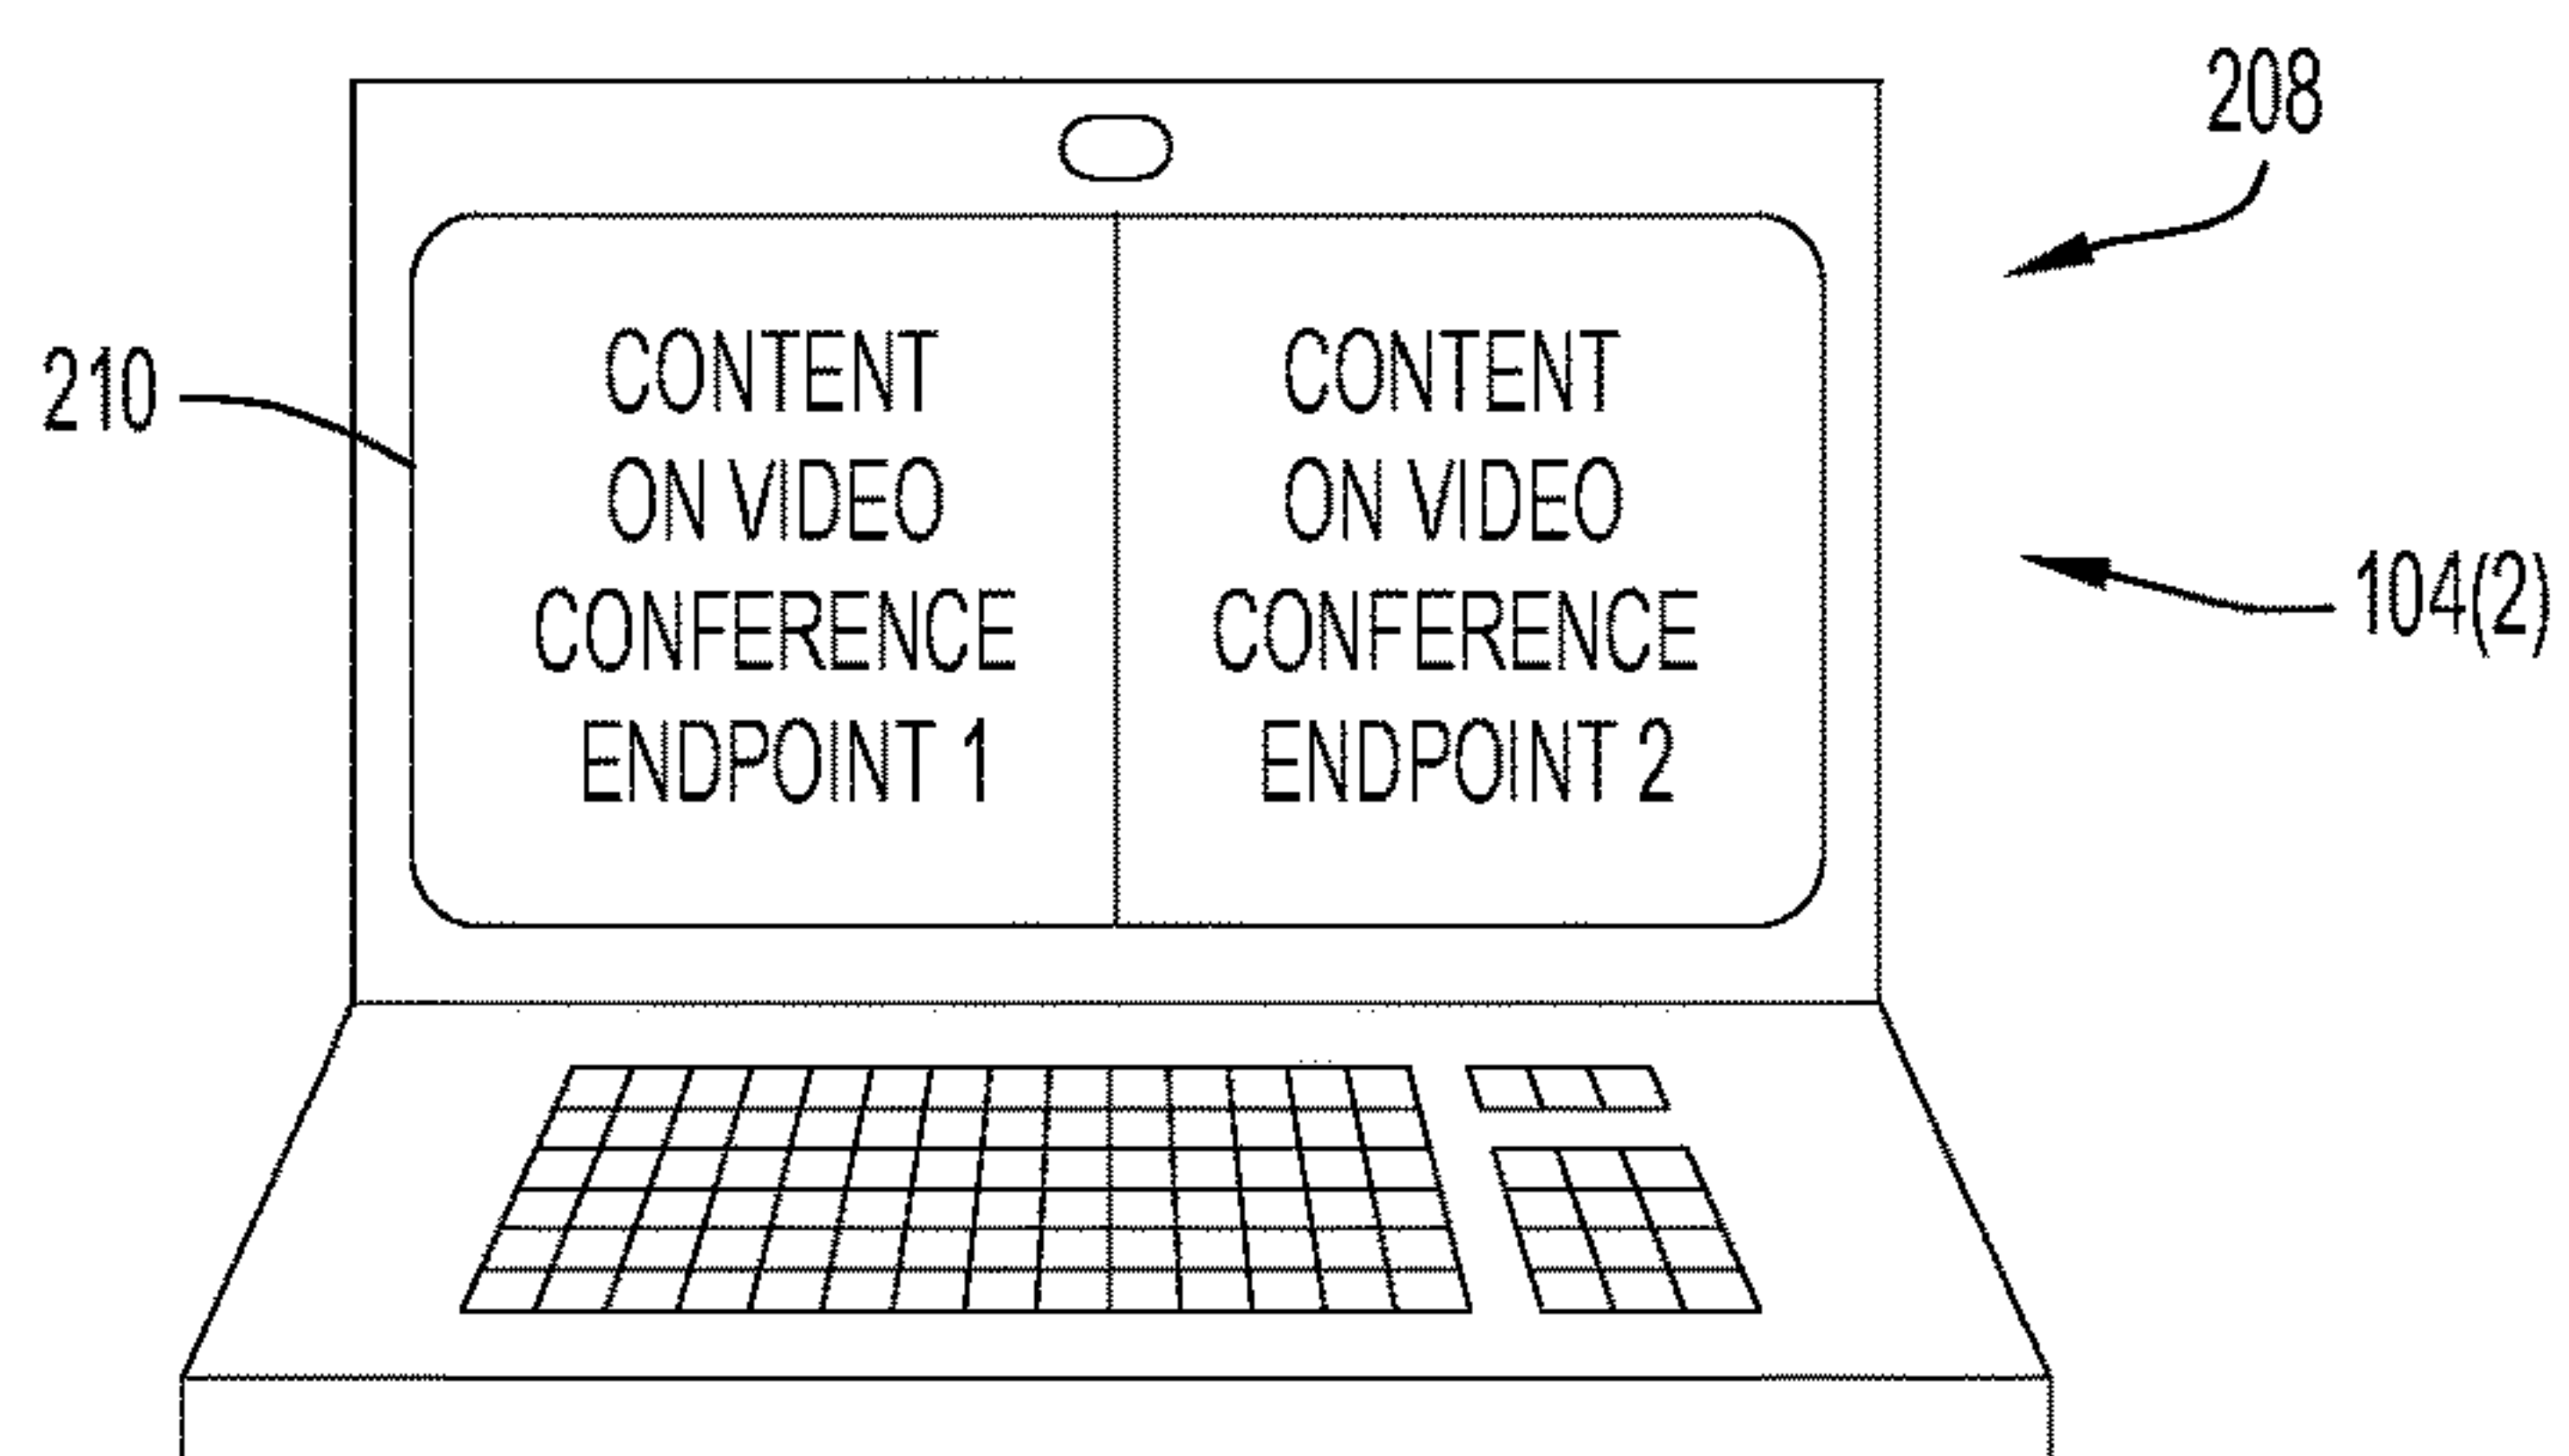 208
210
CONTENT
ON VIDEO
CONFERENCE
ENDPOINT 1
CONTENT
ON VIDEO
CONFERENCE
ENDPOINT 2
104(2)